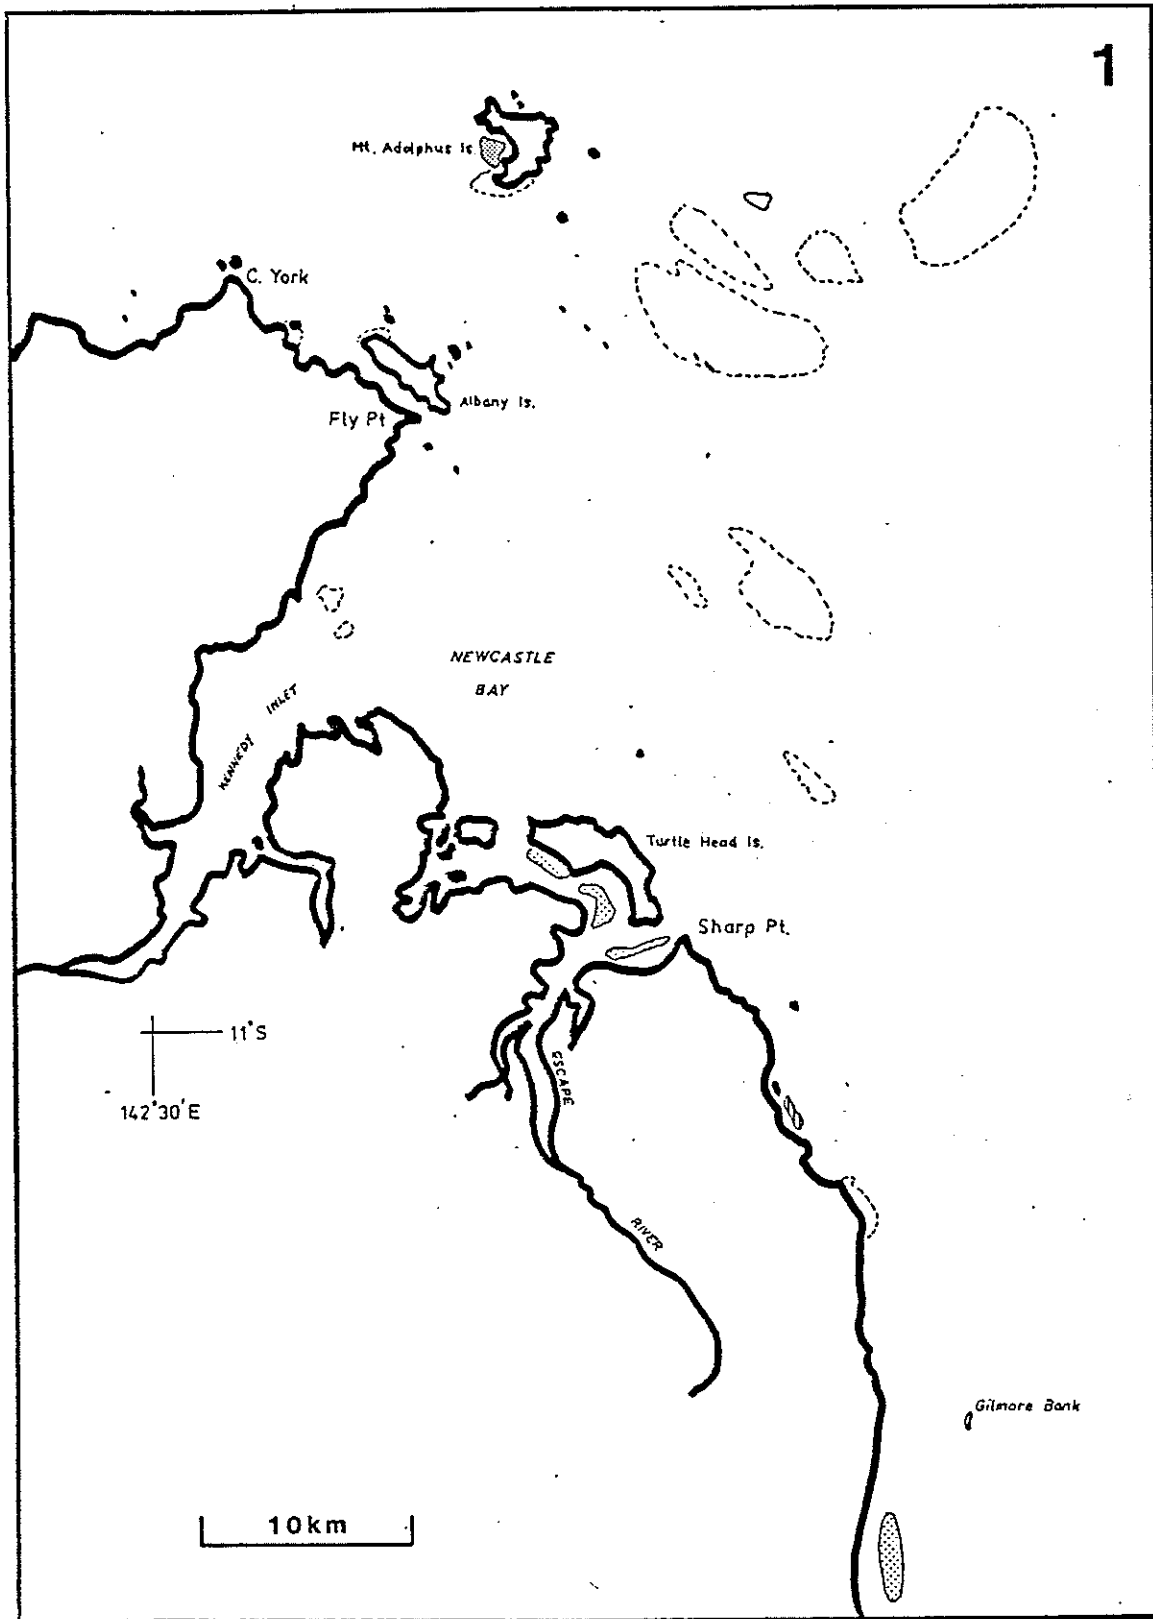 1
Mt. Adolphus Is.
C. York
Albany Is.
Fly Pt
NEWCASTLE
BAY
KENNEDY INLET
Turtle Head Is.
Sharp Pt.
11°S
142°30'E
ESCAPE
RIVER
Gilmore Bank
10km